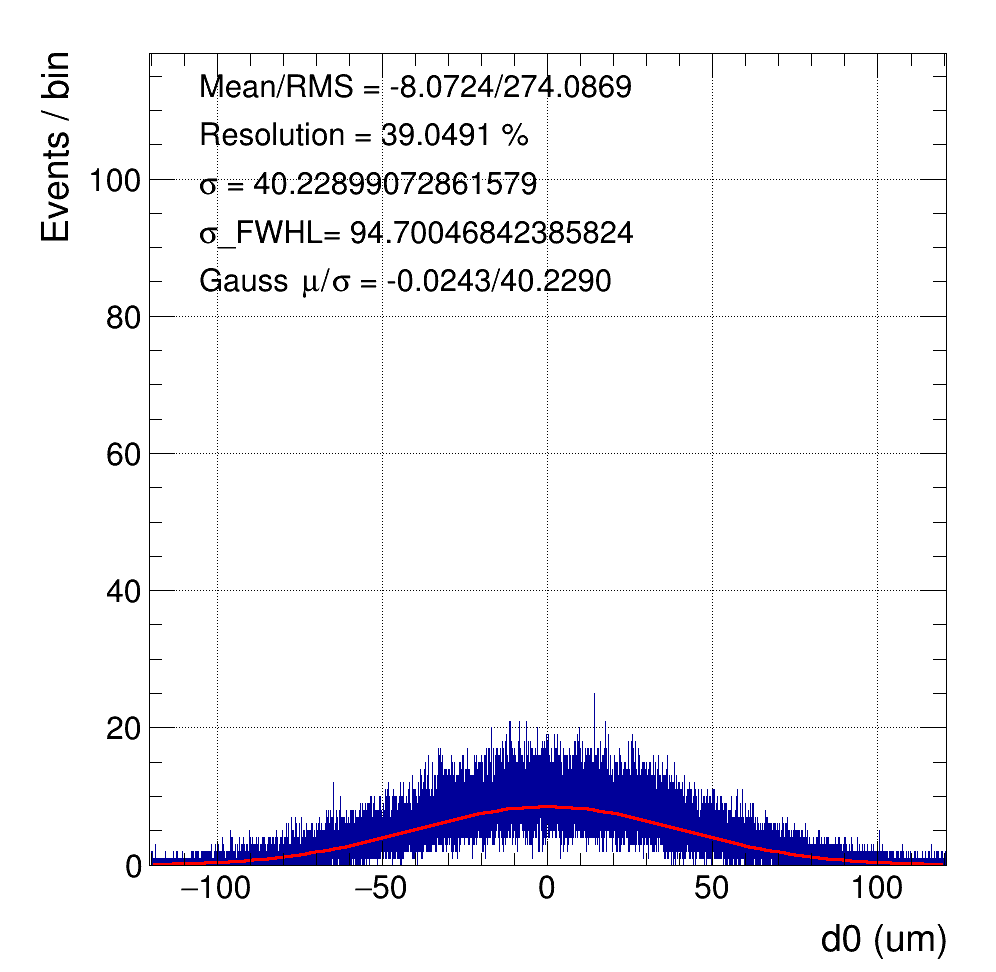 Events / bin
Mean/RMS = -8.0724/274.0869
Resolution = 39.0491 %
σ = 40.22899072861579
σ_FWHL= 94.70046842385824
Gauss μ/σ = -0.0243/40.2290
100
80
60
40
20
0
−100 −50 0 50 100
d0 (um)